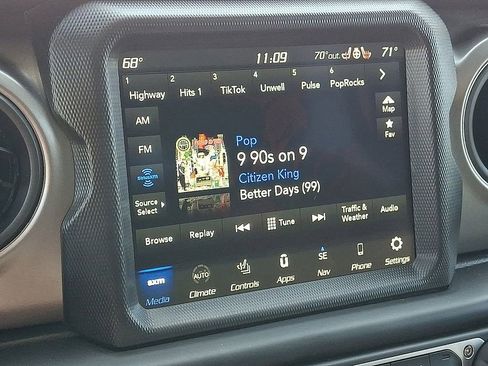 68° 11:09 70°out. 71°
1 2 3 4 5 6
Highway Hits 1 TikTok Unwell Pulse PopRocks
AM
Map
FM
Fav
Pop
9 90s on 9
Citizen King
Better Days (99)
SiriusXM
Source
Select
Browse Replay Tune Traffic & Weather Audio
sxm AUTO SE
Media Climate Controls Apps Nav Phone Settings